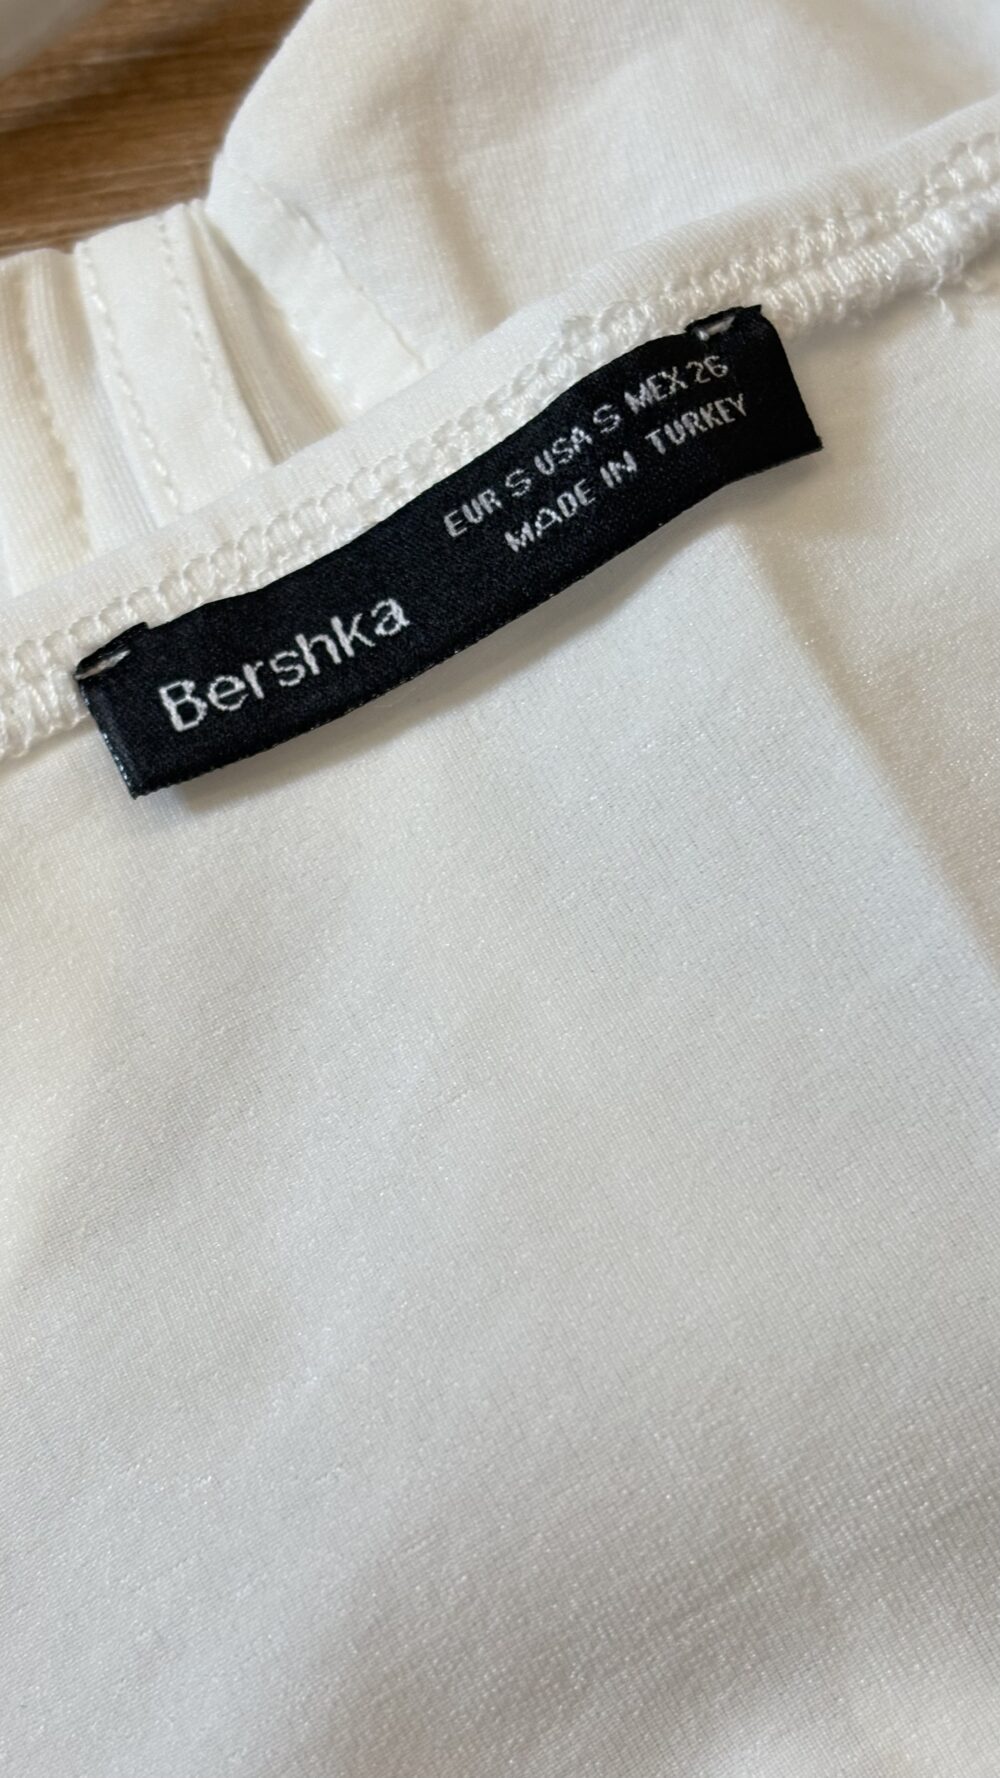 Bershka
EUR S USA S MEX 26
MADE IN TURKEY